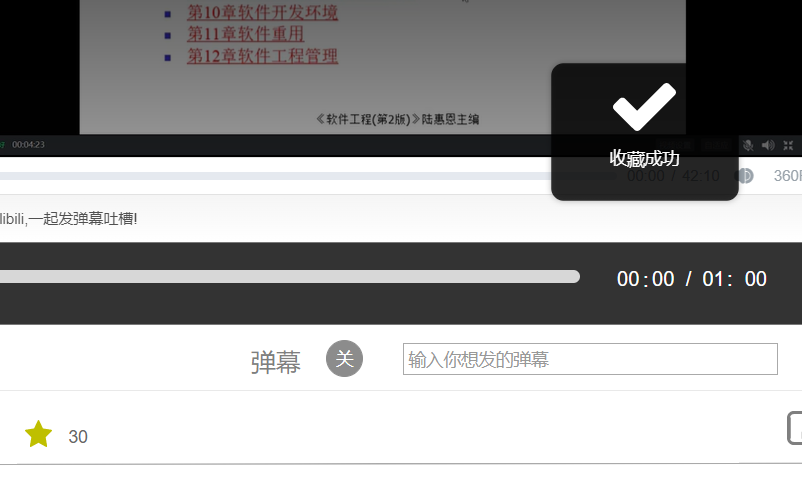 第10章软件开发环境
第11章软件重用
第12章软件工程管理
《软件工程(第2版)》陆惠恩主编
00:04:23
收藏成功
00:00 / 42:10
360P
libili,一起发弹幕吐槽!
00:00 / 01: 00
弹幕
关
输入你想发的弹幕
30